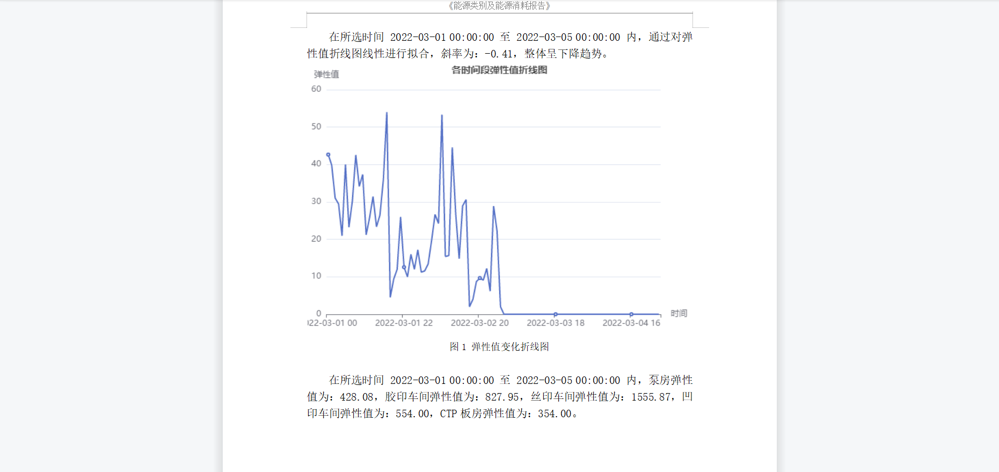 《能源类别及能源消耗报告》
在所选时间 2022-03-01 00:00:00 至 2022-03-05 00:00:00 内，通过对弹
性值折线图线性进行拟合，斜率为：-0.41，整体呈下降趋势。
各时间段弹性值折线图
弹性值
60
50
40
30
20
10
0
时间
022-03-01 00
2022-03-01 22
2022-03-02 20
2022-03-03 18
2022-03-04 16
图 1 弹性值变化折线图
在所选时间 2022-03-01 00:00:00 至 2022-03-05 00:00:00 内，泵房弹性
值为：428.08，胶印车间弹性值为：827.95，丝印车间弹性值为：1555.87，凹
印车间弹性值为：554.00，CTP 板房弹性值为：354.00。